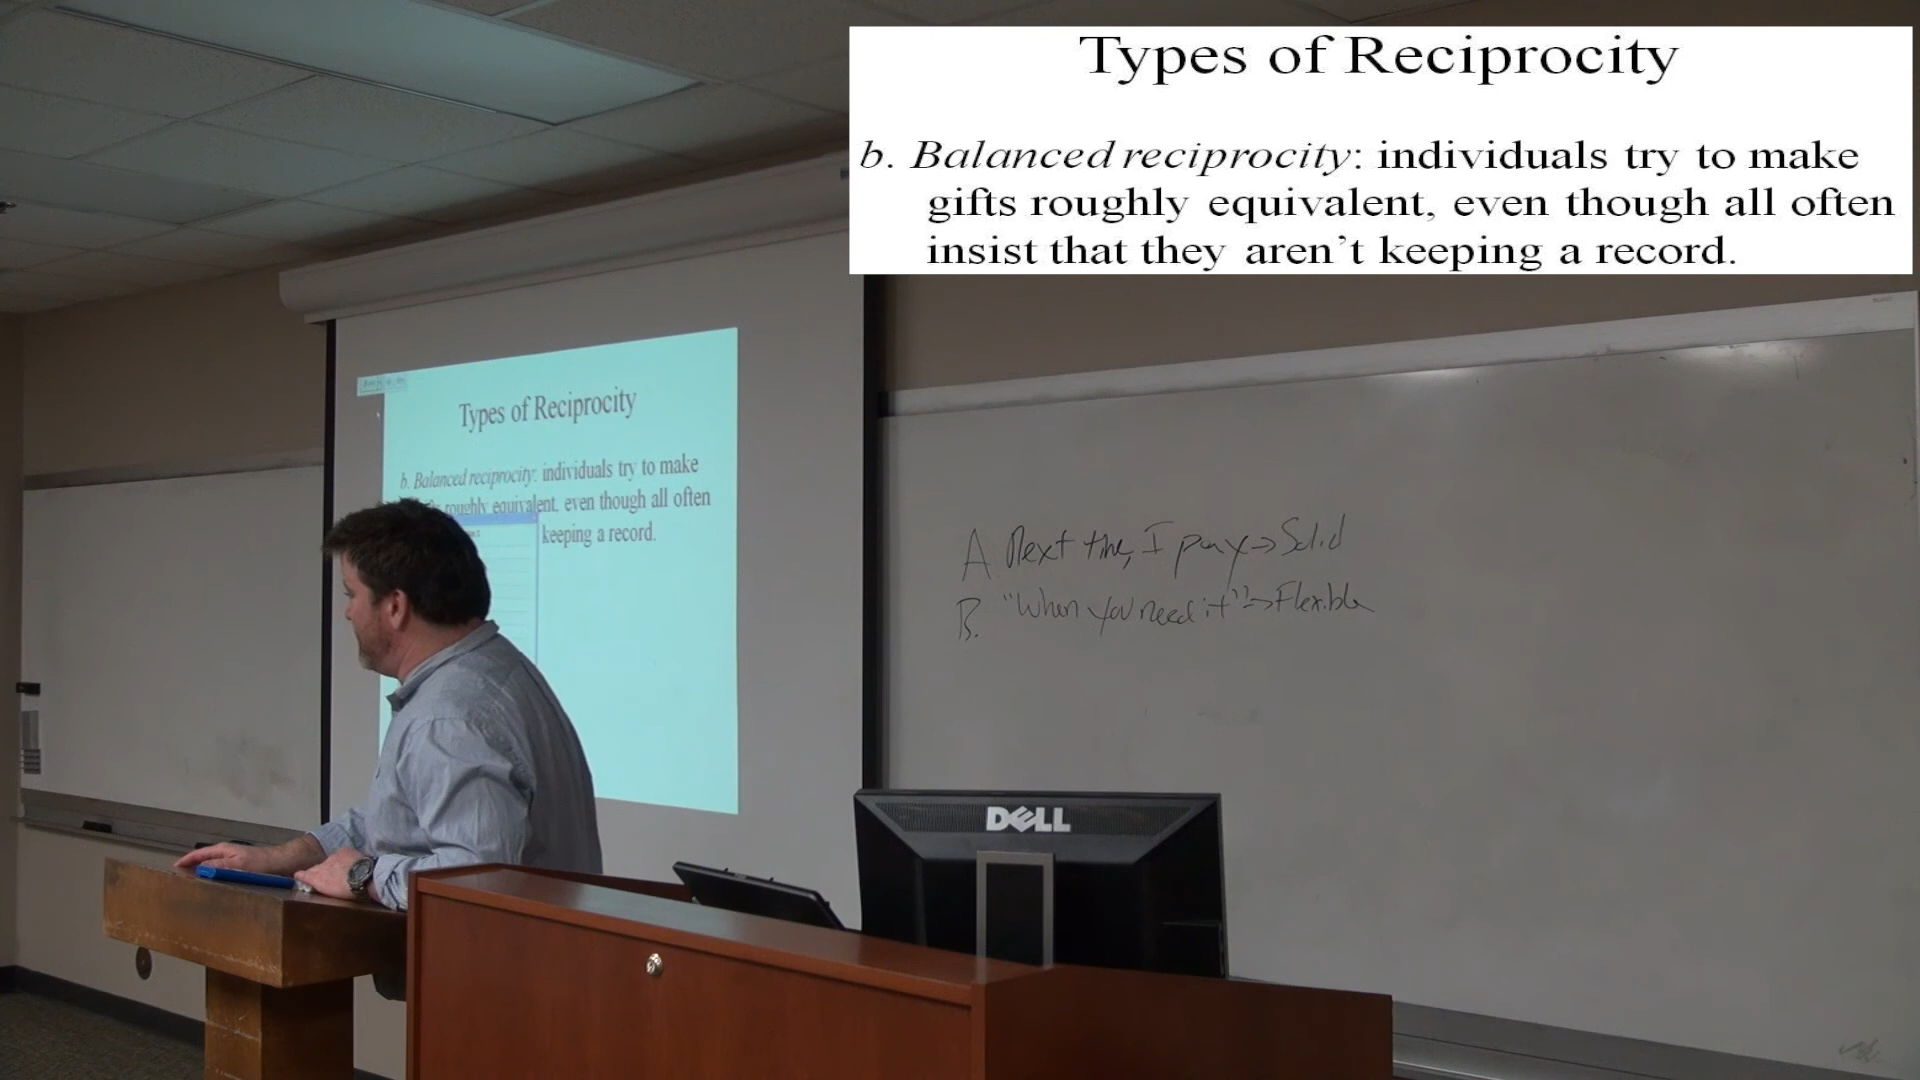 Types of Reciprocity
b. Balanced reciprocity: individuals try to make
gifts roughly equivalent, even though all often
insist that they aren't keeping a record.
Types of Reciprocity
b. Balanced reciprocity: individuals try to make
roughly equivalent, even though all often
keeping a record.
A. Next time, I pay → Solid
B. "When you need it" → Flexible
DELL